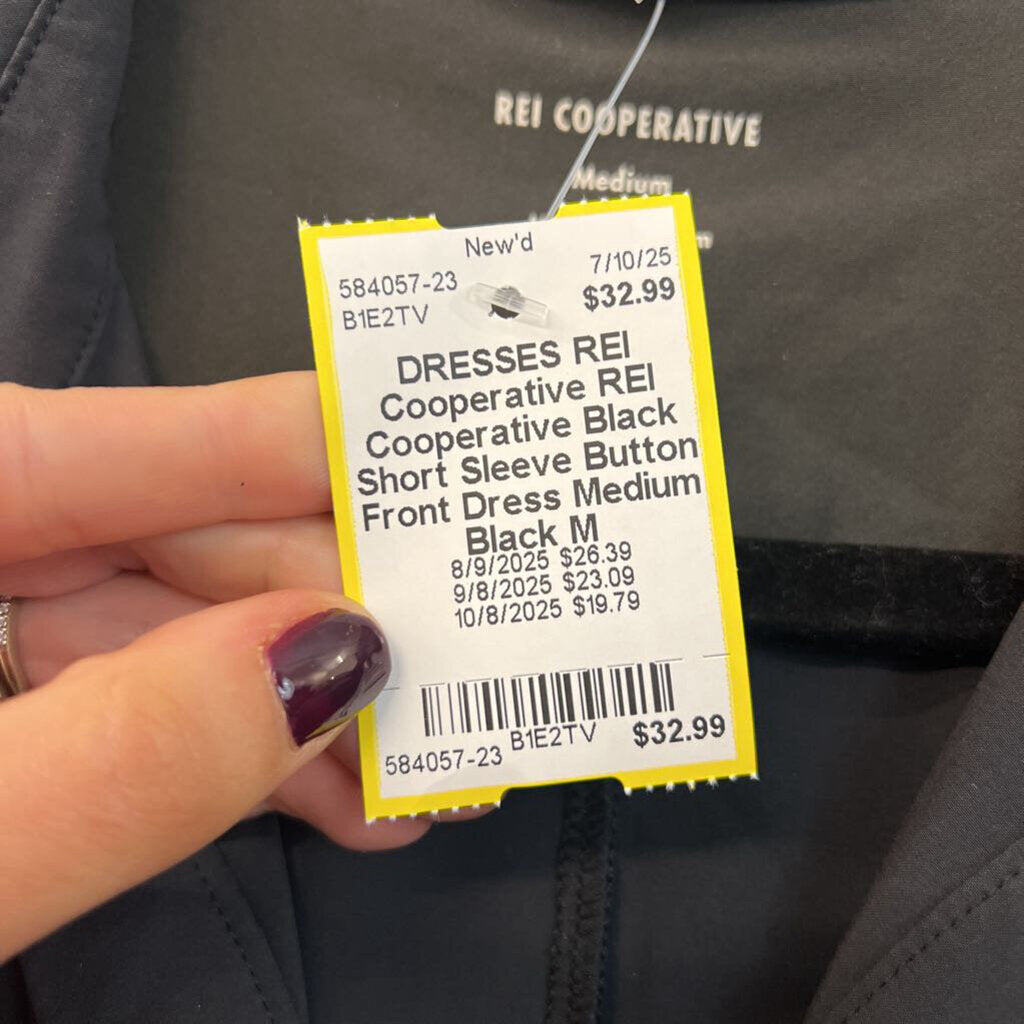 REI COOPERATIVE
Medium
New'd
584057-23 7/10/25
B1E2TV $32.99
DRESSES REI
Cooperative REI
Cooperative Black
Short Sleeve Button
Front Dress Medium
Black M
8/9/2025 $26.39
9/8/2025 $23.09
10/8/2025 $19.79
584057-23 B1E2TV $32.99